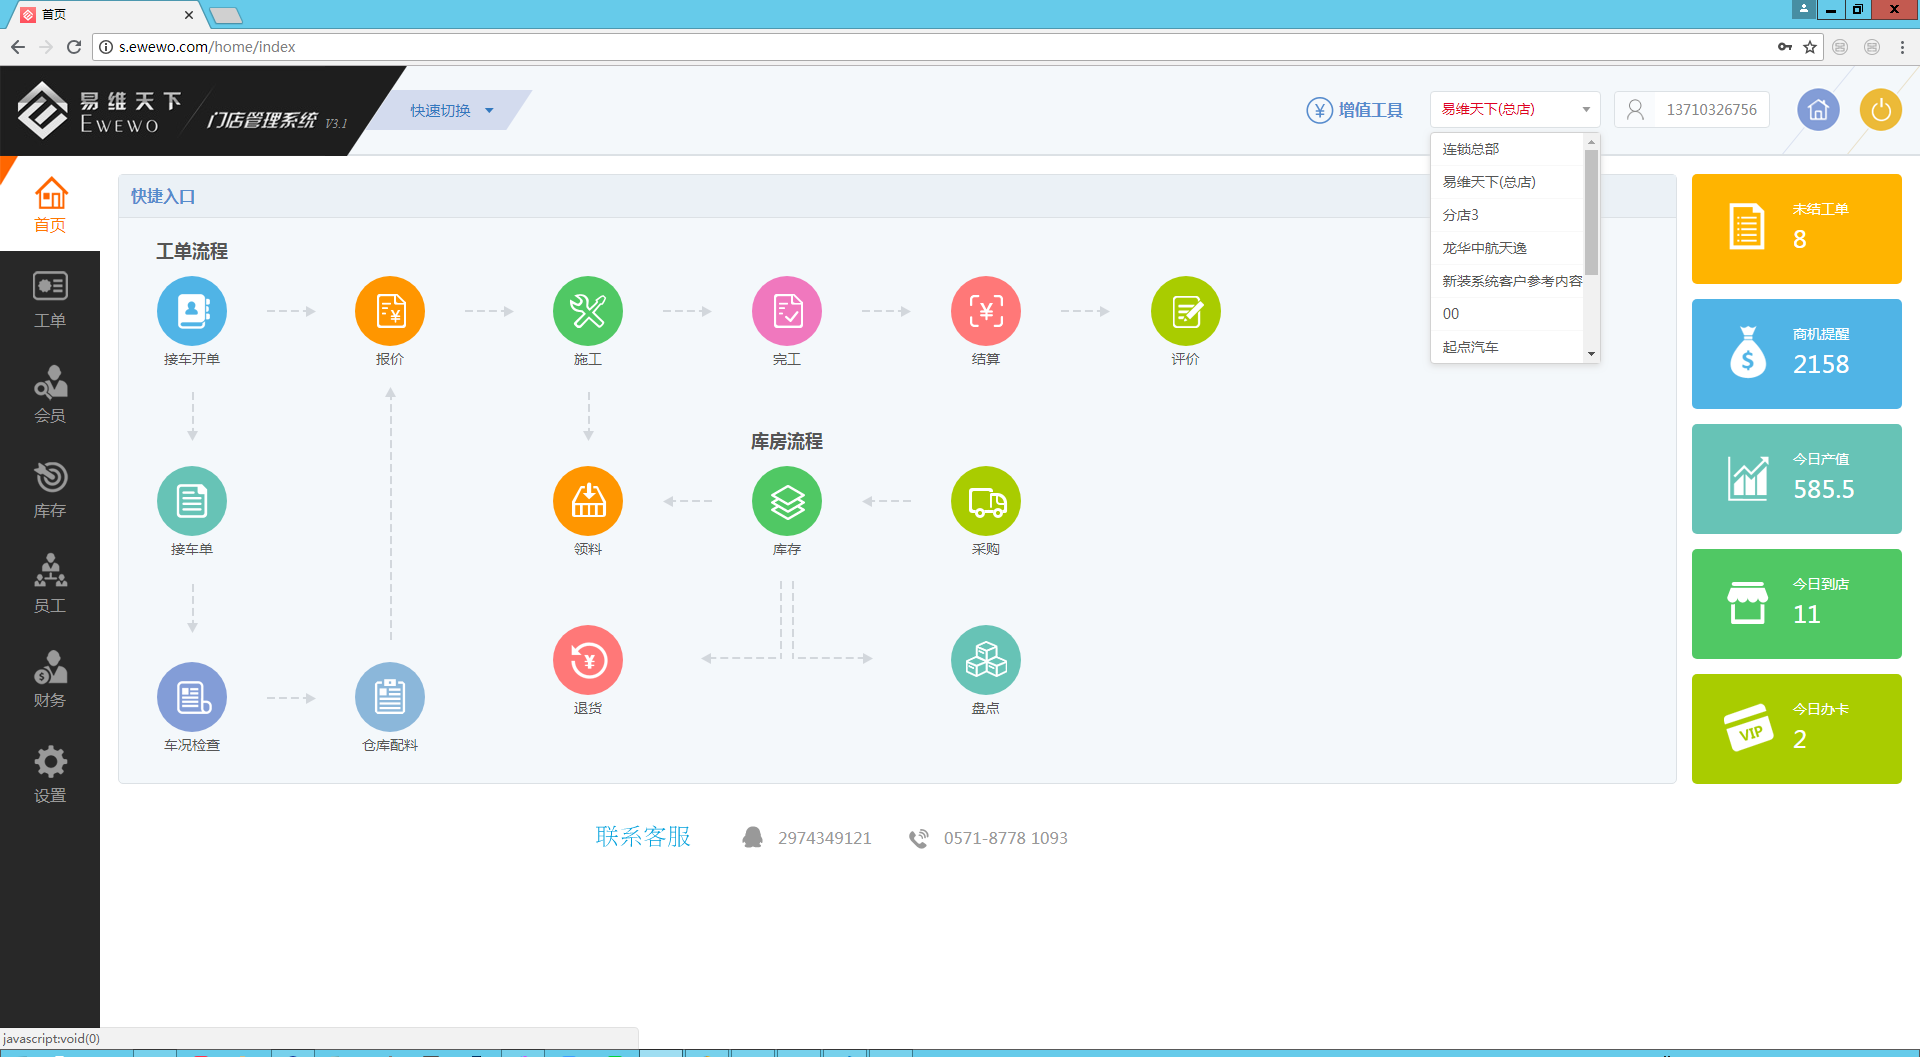 首页
s.ewewo.com/home/index
易维天下
EWEWO
门店管理系统 V3.1
快速切换
增值工具
易维天下(总店)
13710326756
连锁总部
易维天下(总店)
分店3
龙华中航天逸
新装系统客户参考内容
00
起点汽车
首页
工单
会员
库存
员工
财务
设置
快捷入口
工单流程
接车开单
报价
施工
完工
结算
评价
库房流程
接车单
领料
库存
采购
退货
盘点
车况检查
仓库配料
未结工单
8
商机提醒
2158
今日产值
585.5
今日到店
11
VIP
今日办卡
2
联系客服
2974349121
0571-8778 1093
javascript:void(0)